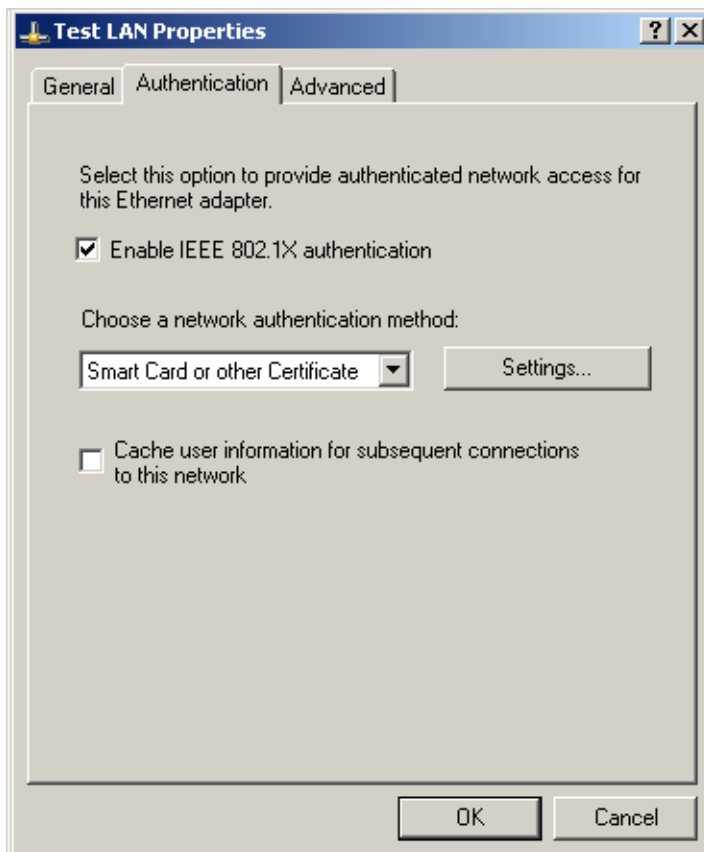 Test LAN Properties
General
Authentication
Advanced
Select this option to provide authenticated network access for
this Ethernet adapter.
Enable IEEE 802.1X authentication
Choose a network authentication method:
Smart Card or other Certificate
Settings...
Cache user information for subsequent connections
to this network
OK
Cancel